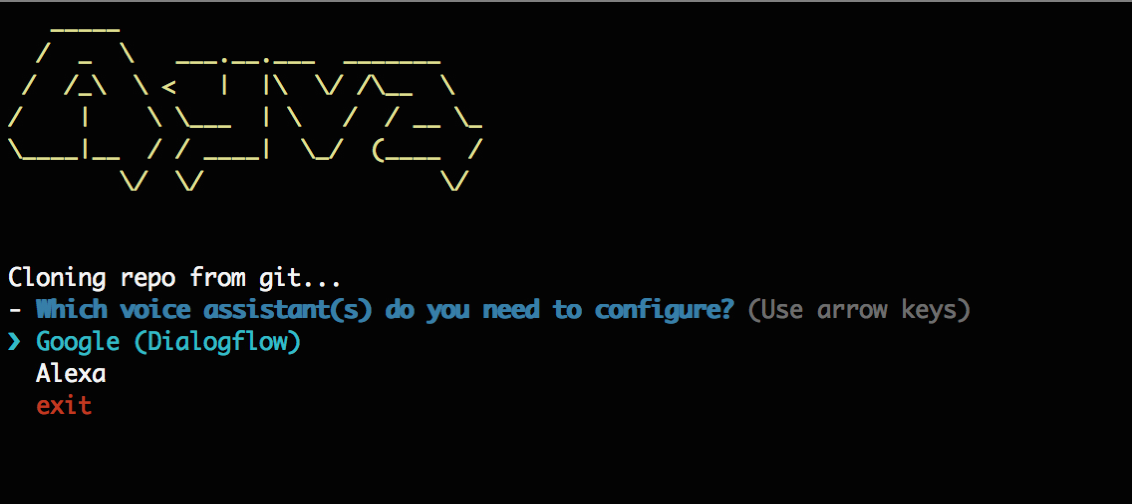 Ayva
Cloning repo from git...
- Which voice assistant(s) do you need to configure? (Use arrow keys)
❯ Google (Dialogflow)
Alexa
exit